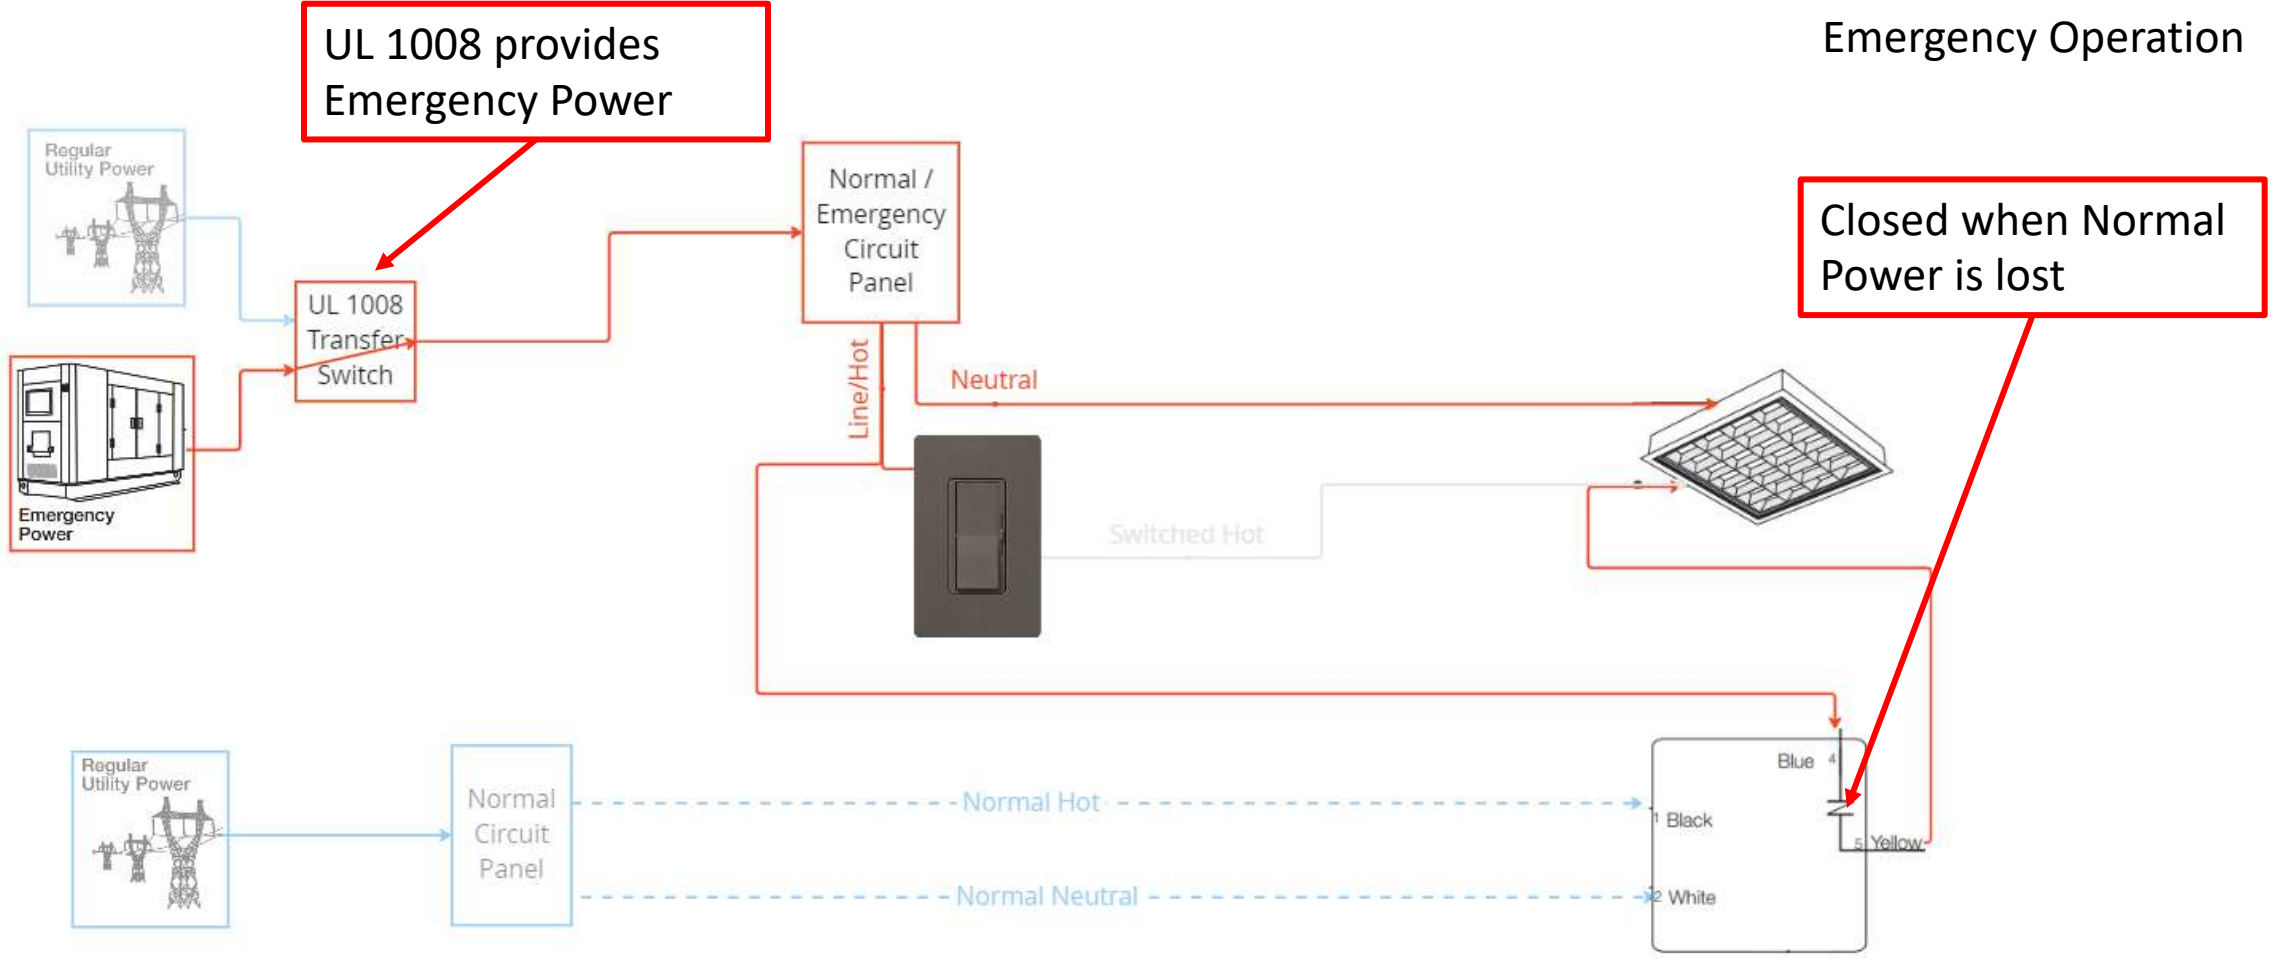 UL 1008 provides
Emergency Power
Emergency Operation
Regular
Utility Power
Normal /
Emergency
Circuit
Panel
Closed when Normal
Power is lost
UL 1008
Transfer
Switch
Line/Hot
Neutral
Emergency
Power
Switched Hot
Regular
Utility Power
Normal
Circuit
Panel
Normal Hot
Normal Neutral
Blue 4
1 Black
5 Yellow
2 White